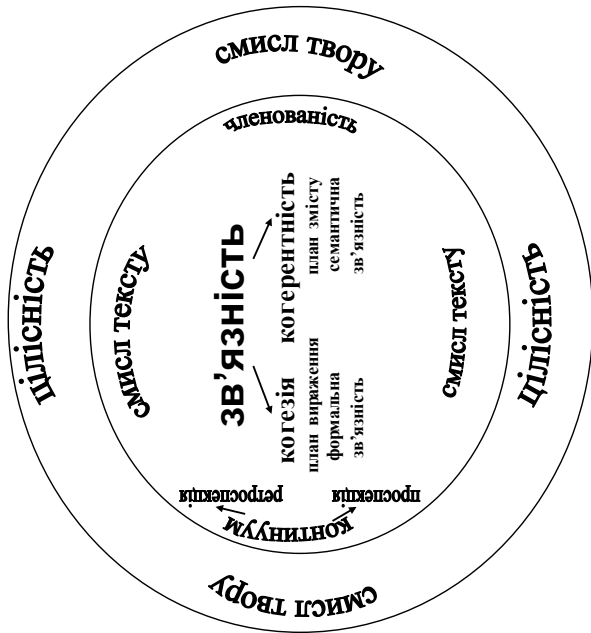 смисл твору
членованість
цілісність
смисл тексту
зв’язність
когезія
план вираження
формальна
зв’язність
когерентність
план змісту
семантична
зв’язність
смисл тексту
цілісність
ретроспекція
континуум
проспекція
смисл твору